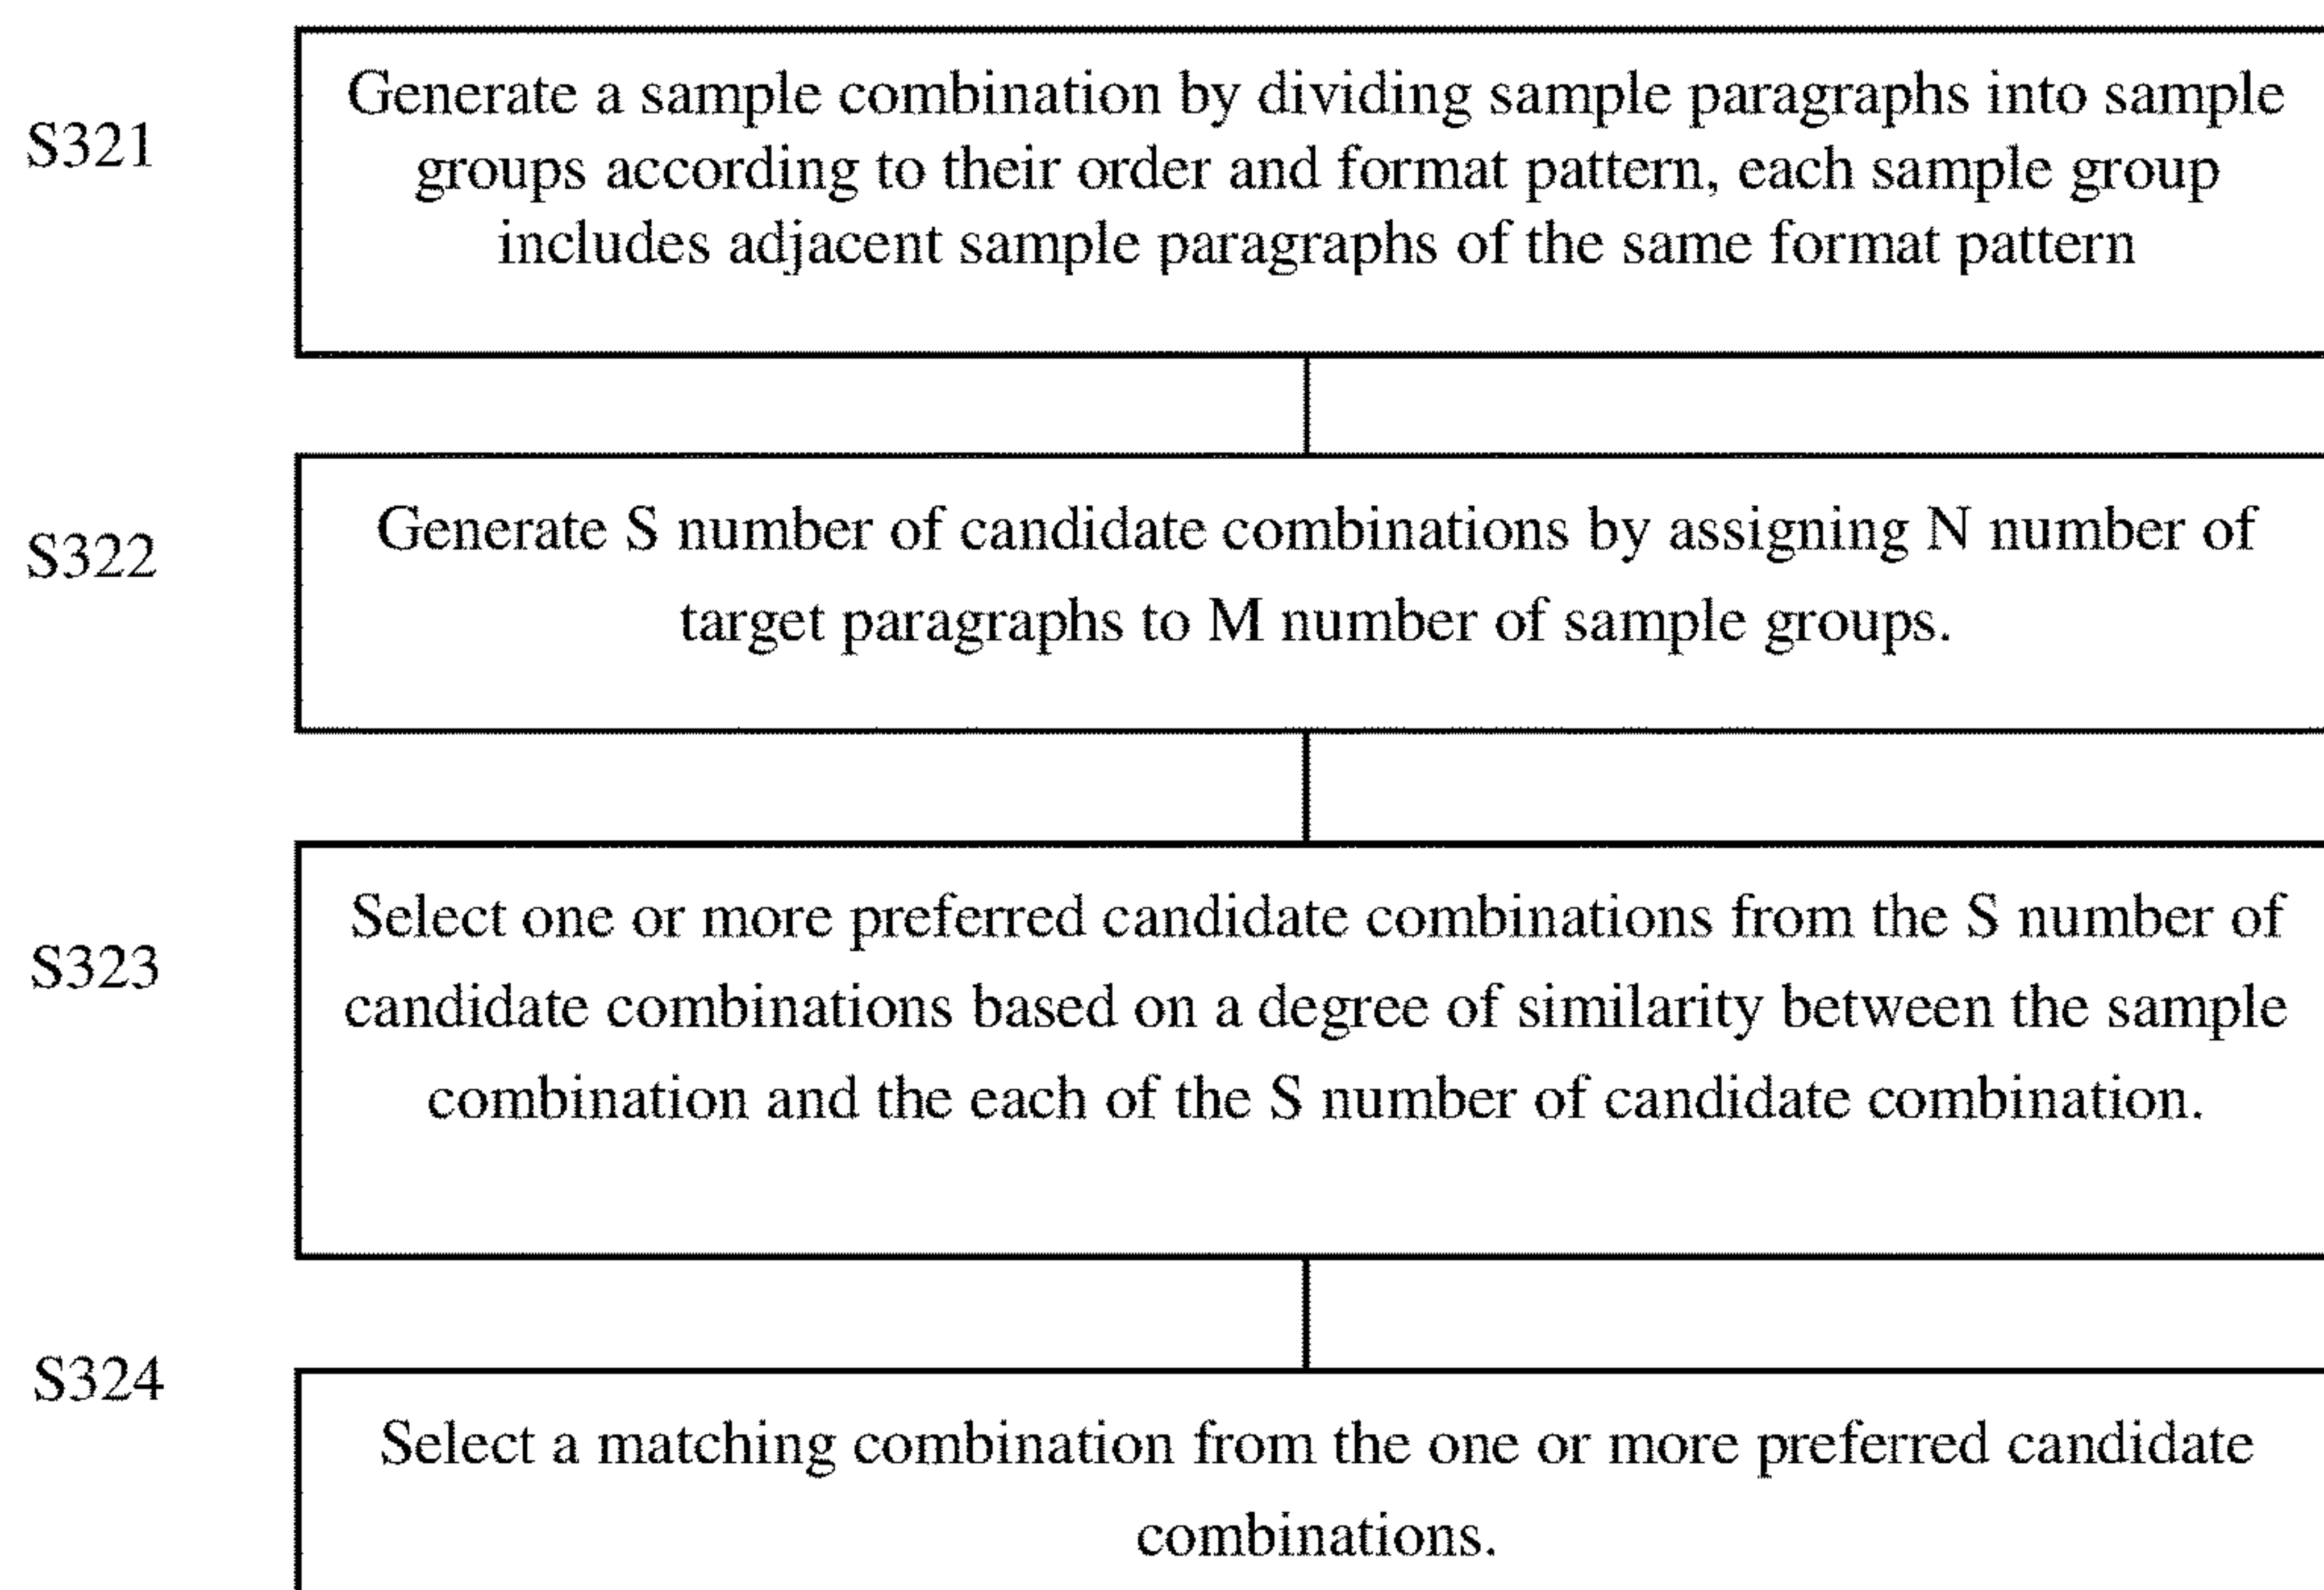 S321
Generate a sample combination by dividing sample paragraphs into sample
groups according to their order and format pattern, each sample group
includes adjacent sample paragraphs of the same format pattern
S322
Generate S number of candidate combinations by assigning N number of
target paragraphs to M number of sample groups.
S323
Select one or more preferred candidate combinations from the S number of
candidate combinations based on a degree of similarity between the sample
combination and the each of the S number of candidate combination.
S324
Select a matching combination from the one or more preferred candidate
combinations.